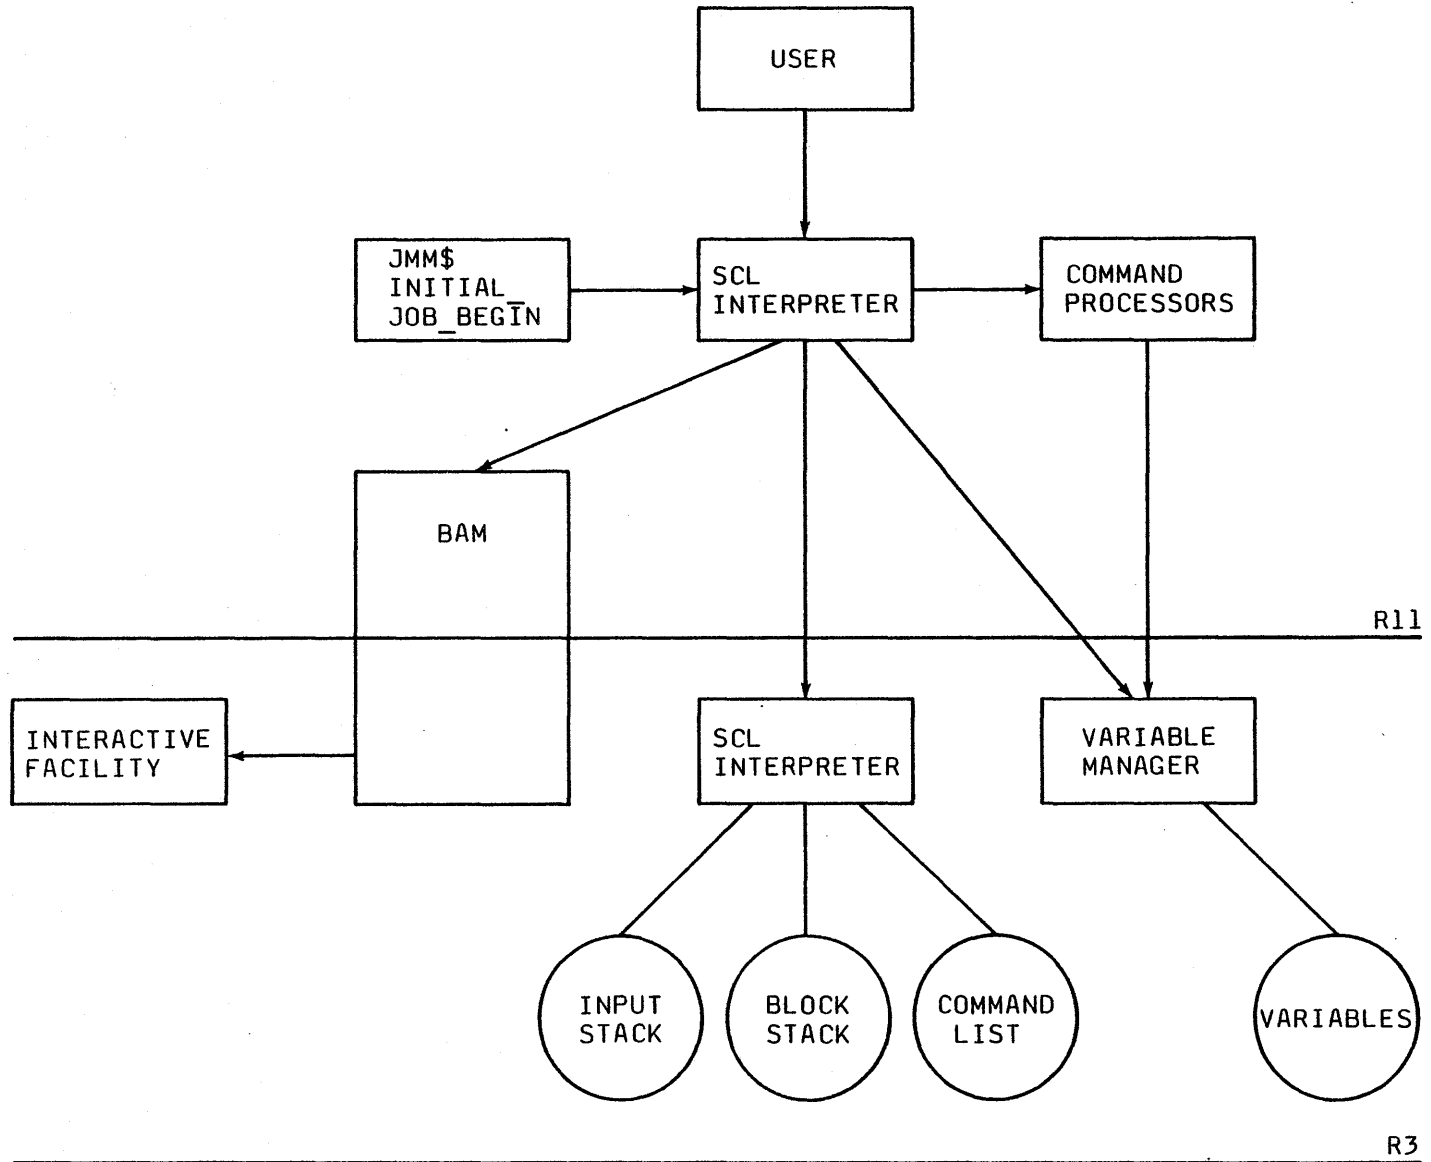 USER
JMM$
INITIAL_
JOB_BEGIN
SCL
INTERPRETER
COMMAND
PROCESSORS
BAM
R11
INTERACTIVE
FACILITY
SCL
INTERPRETER
VARIABLE
MANAGER
INPUT
STACK
BLOCK
STACK
COMMAND
LIST
VARIABLES
R3